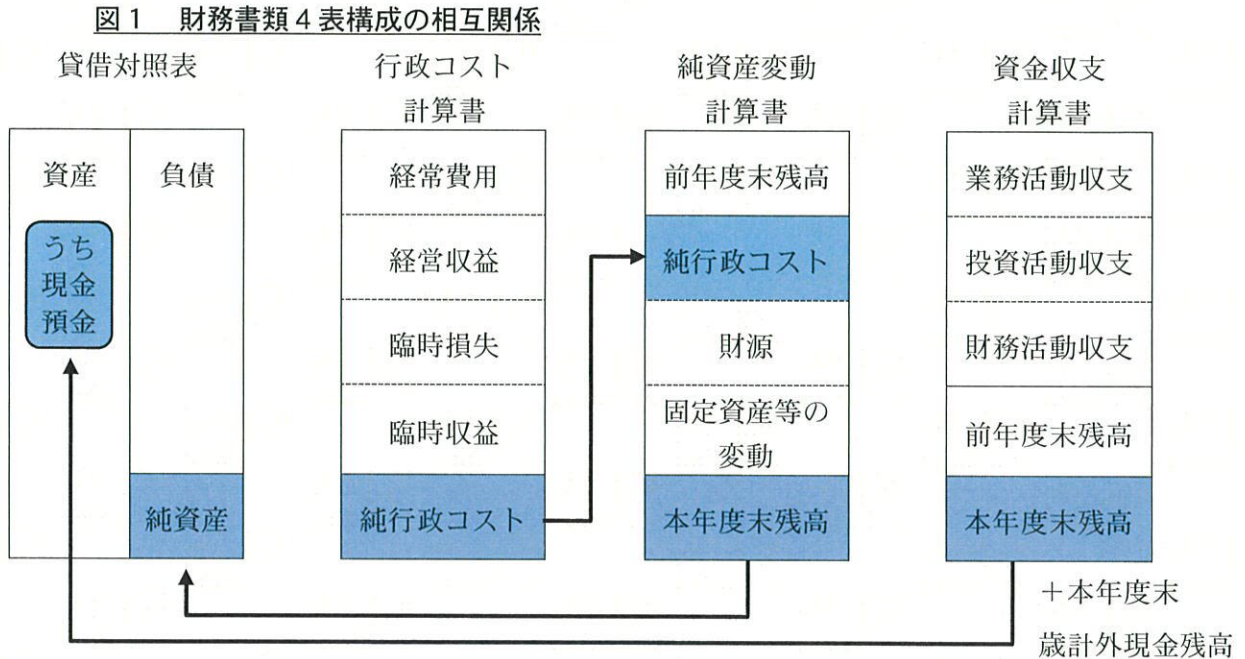 図1 財務書類4表構成の相互関係
貸借対照表
行政コスト
計算書
純資産変動
計算書
資金収支
計算書
資産
負債
うち
現金
預金
純資産
経常費用
経営収益
臨時損失
臨時収益
純行政コスト
前年度末残高
純行政コスト
財源
固定資産等の
変動
本年度末残高
業務活動収支
投資活動収支
財務活動収支
前年度末残高
本年度末残高
＋本年度末
歳計外現金残高